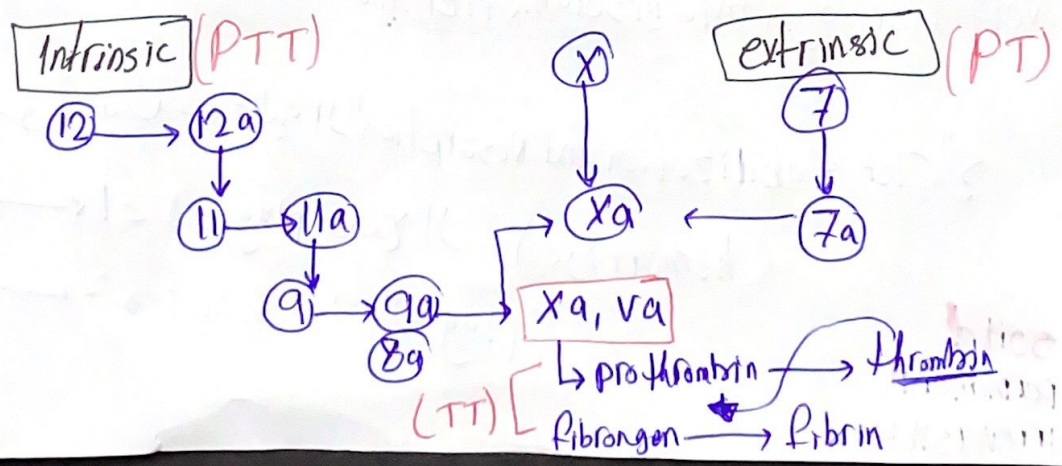 Intrinsic (PTT)
X
extrinsic (PT)
12 → 12a
7
11 → 11a
Xa ← 7a
9 → 9a
8a
Xa, Va
(TT) [ ↳ prothrombin → thrombin
fibrongen → fibrin